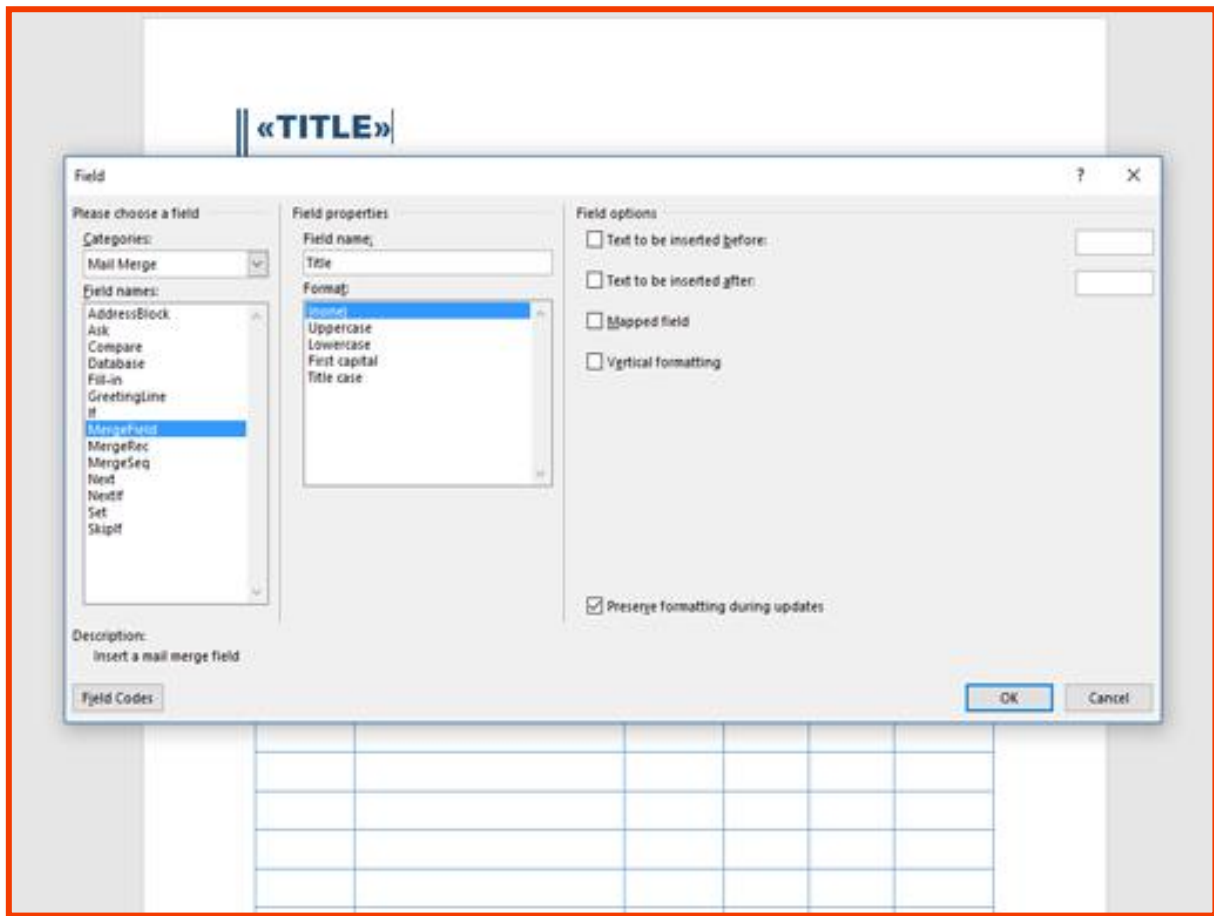 «TITLE»
Field
?
Please choose a field
Categories:
Mail Merge
Field names:
AddressBlock
Ask
Compare
Database
Fill-in
GreetingLine
If
MergeField
MergeRec
MergeSeq
Next
NextIf
Set
SkipIf
Description:
Insert a mail merge field
Field Codes
Field properties
Field name:
Title
Format:
(none)
Uppercase
Lowercase
First capital
Title case
Field options
Text to be inserted before:
Text to be inserted after:
Mapped field
Vertical formatting
Preserve formatting during updates
OK
Cancel